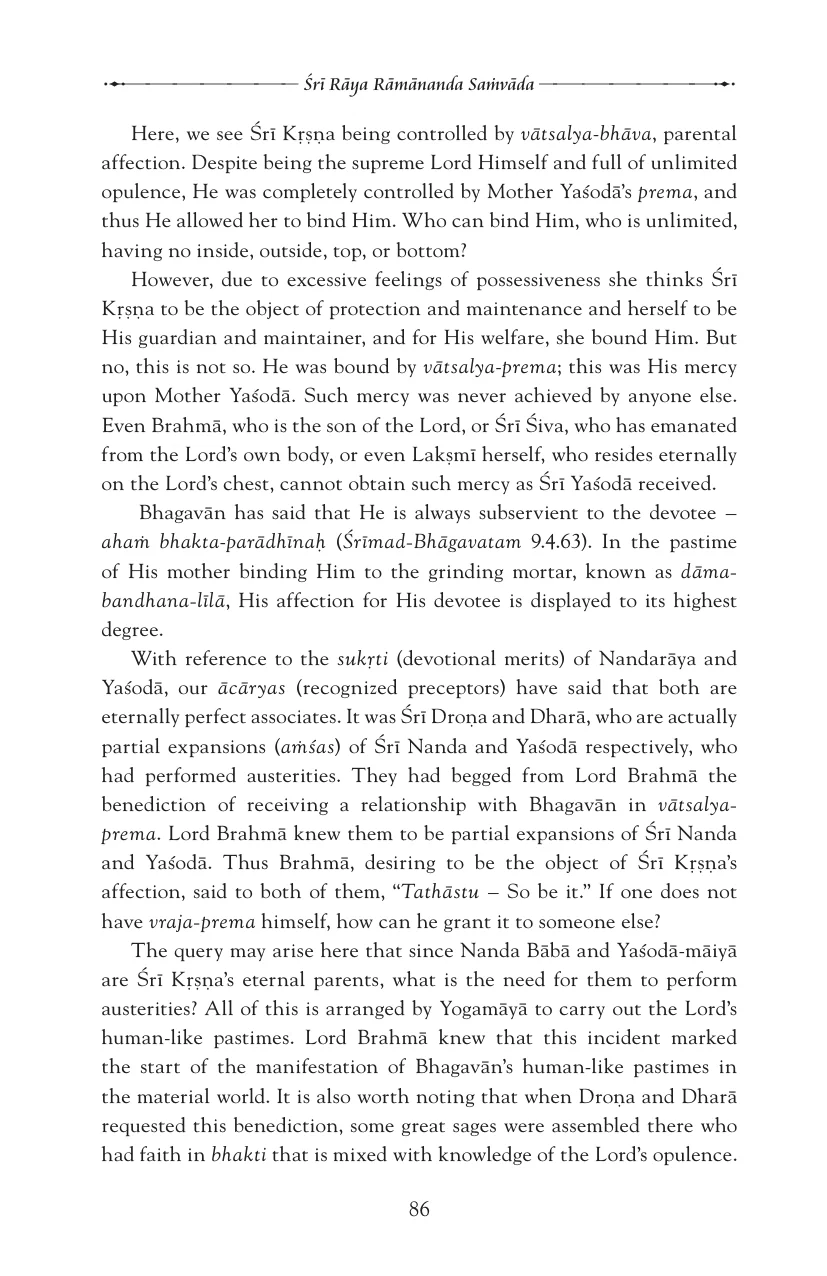 Śrī Rāya Rāmānanda Saṁvāda
Here, we see Śrī Kṛṣṇa being controlled by vātsalya-bhāva, parental
affection. Despite being the supreme Lord Himself and full of unlimited
opulence, He was completely controlled by Mother Yaśodā’s prema, and
thus He allowed her to bind Him. Who can bind Him, who is unlimited,
having no inside, outside, top, or bottom?
However, due to excessive feelings of possessiveness she thinks Śrī
Kṛṣṇa to be the object of protection and maintenance and herself to be
His guardian and maintainer, and for His welfare, she bound Him. But
no, this is not so. He was bound by vātsalya-prema; this was His mercy
upon Mother Yaśodā. Such mercy was never achieved by anyone else.
Even Brahmā, who is the son of the Lord, or Śrī Śiva, who has emanated
from the Lord’s own body, or even Lakṣmī herself, who resides eternally
on the Lord’s chest, cannot obtain such mercy as Śrī Yaśodā received.
Bhagavān has said that He is always subservient to the devotee –
ahaṁ bhakta-parādhīnaḥ (Śrīmad-Bhāgavatam 9.4.63). In the pastime
of His mother binding Him to the grinding mortar, known as dāma-
bandhana-līlā, His affection for His devotee is displayed to its highest
degree.
With reference to the sukṛti (devotional merits) of Nandarāya and
Yaśodā, our ācāryas (recognized preceptors) have said that both are
eternally perfect associates. It was Śrī Droṇa and Dharā, who are actually
partial expansions (aṁśas) of Śrī Nanda and Yaśodā respectively, who
had performed austerities. They had begged from Lord Brahmā the
benediction of receiving a relationship with Bhagavān in vātsalya-
prema. Lord Brahmā knew them to be partial expansions of Śrī Nanda
and Yaśodā. Thus Brahmā, desiring to be the object of Śrī Kṛṣṇa’s
affection, said to both of them, “Tathāstu – So be it.” If one does not
have vraja-prema himself, how can he grant it to someone else?
The query may arise here that since Nanda Bābā and Yaśodā-māiyā
are Śrī Kṛṣṇa’s eternal parents, what is the need for them to perform
austerities? All of this is arranged by Yogamāyā to carry out the Lord’s
human-like pastimes. Lord Brahmā knew that this incident marked
the start of the manifestation of Bhagavān’s human-like pastimes in
the material world. It is also worth noting that when Droṇa and Dharā
requested this benediction, some great sages were assembled there who
had faith in bhakti that is mixed with knowledge of the Lord’s opulence.
86